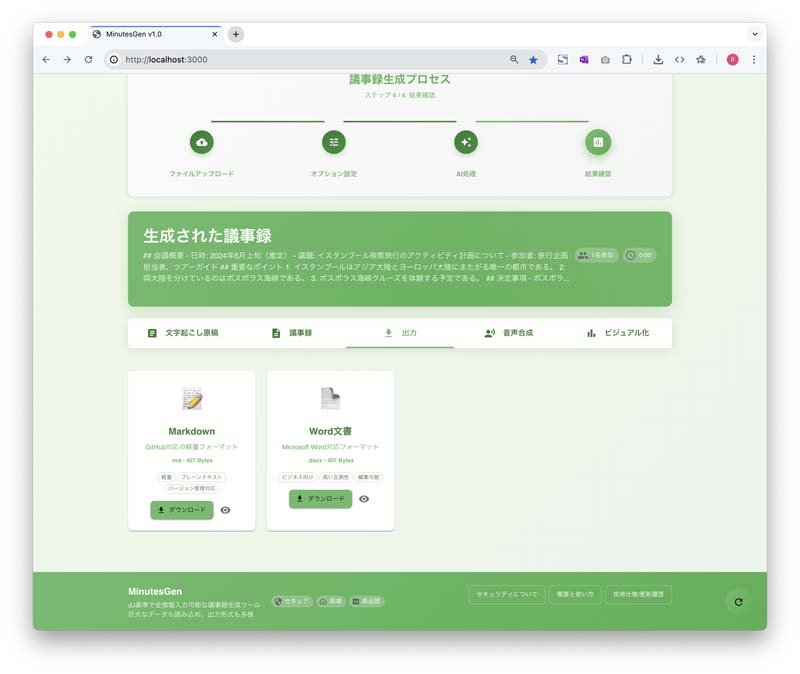 MinutesGen v1.0
http://localhost:3000
議事録生成プロセス
ステップ 4 / 4: 結果確認
ファイルアップロード
オプション設定
AI処理
結果確認
生成された議事録
## 会議概要 - 日時: 2024年6月上旬（推定） - 議題: イスタンブール視察旅行のアクティビティ計画について - 参加者: 旅行企画
担当者、ツアーガイド ## 重要なポイント 1. イスタンブールはアジア大陸とヨーロッパ大陸にまたがる唯一の都市である。 2.
両大陸を分けているのはボスポラス海峡である。 3. ボスポラス海峡クルーズを体験する予定である。 ## 決定事項 - ボスポラ...
1名参加
0:00
文字起こし原稿
議事録
出力
音声合成
ビジュアル化
Markdown
GitHub対応の軽量フォーマット
.md・407 Bytes
軽量
プレーンテキスト
バージョン管理対応
ダウンロード
Word文書
Microsoft Word対応フォーマット
.docx・407 Bytes
ビジネス向け
高い互換性
編集可能
ダウンロード
MinutesGen
dJ基準で全情報入力可能な議事録生成ツール
巨大なデータも読み込め、出力形式も多様
セキュア
高速
高品質
セキュリティについて
概要と使い方
技術仕様/更新履歴